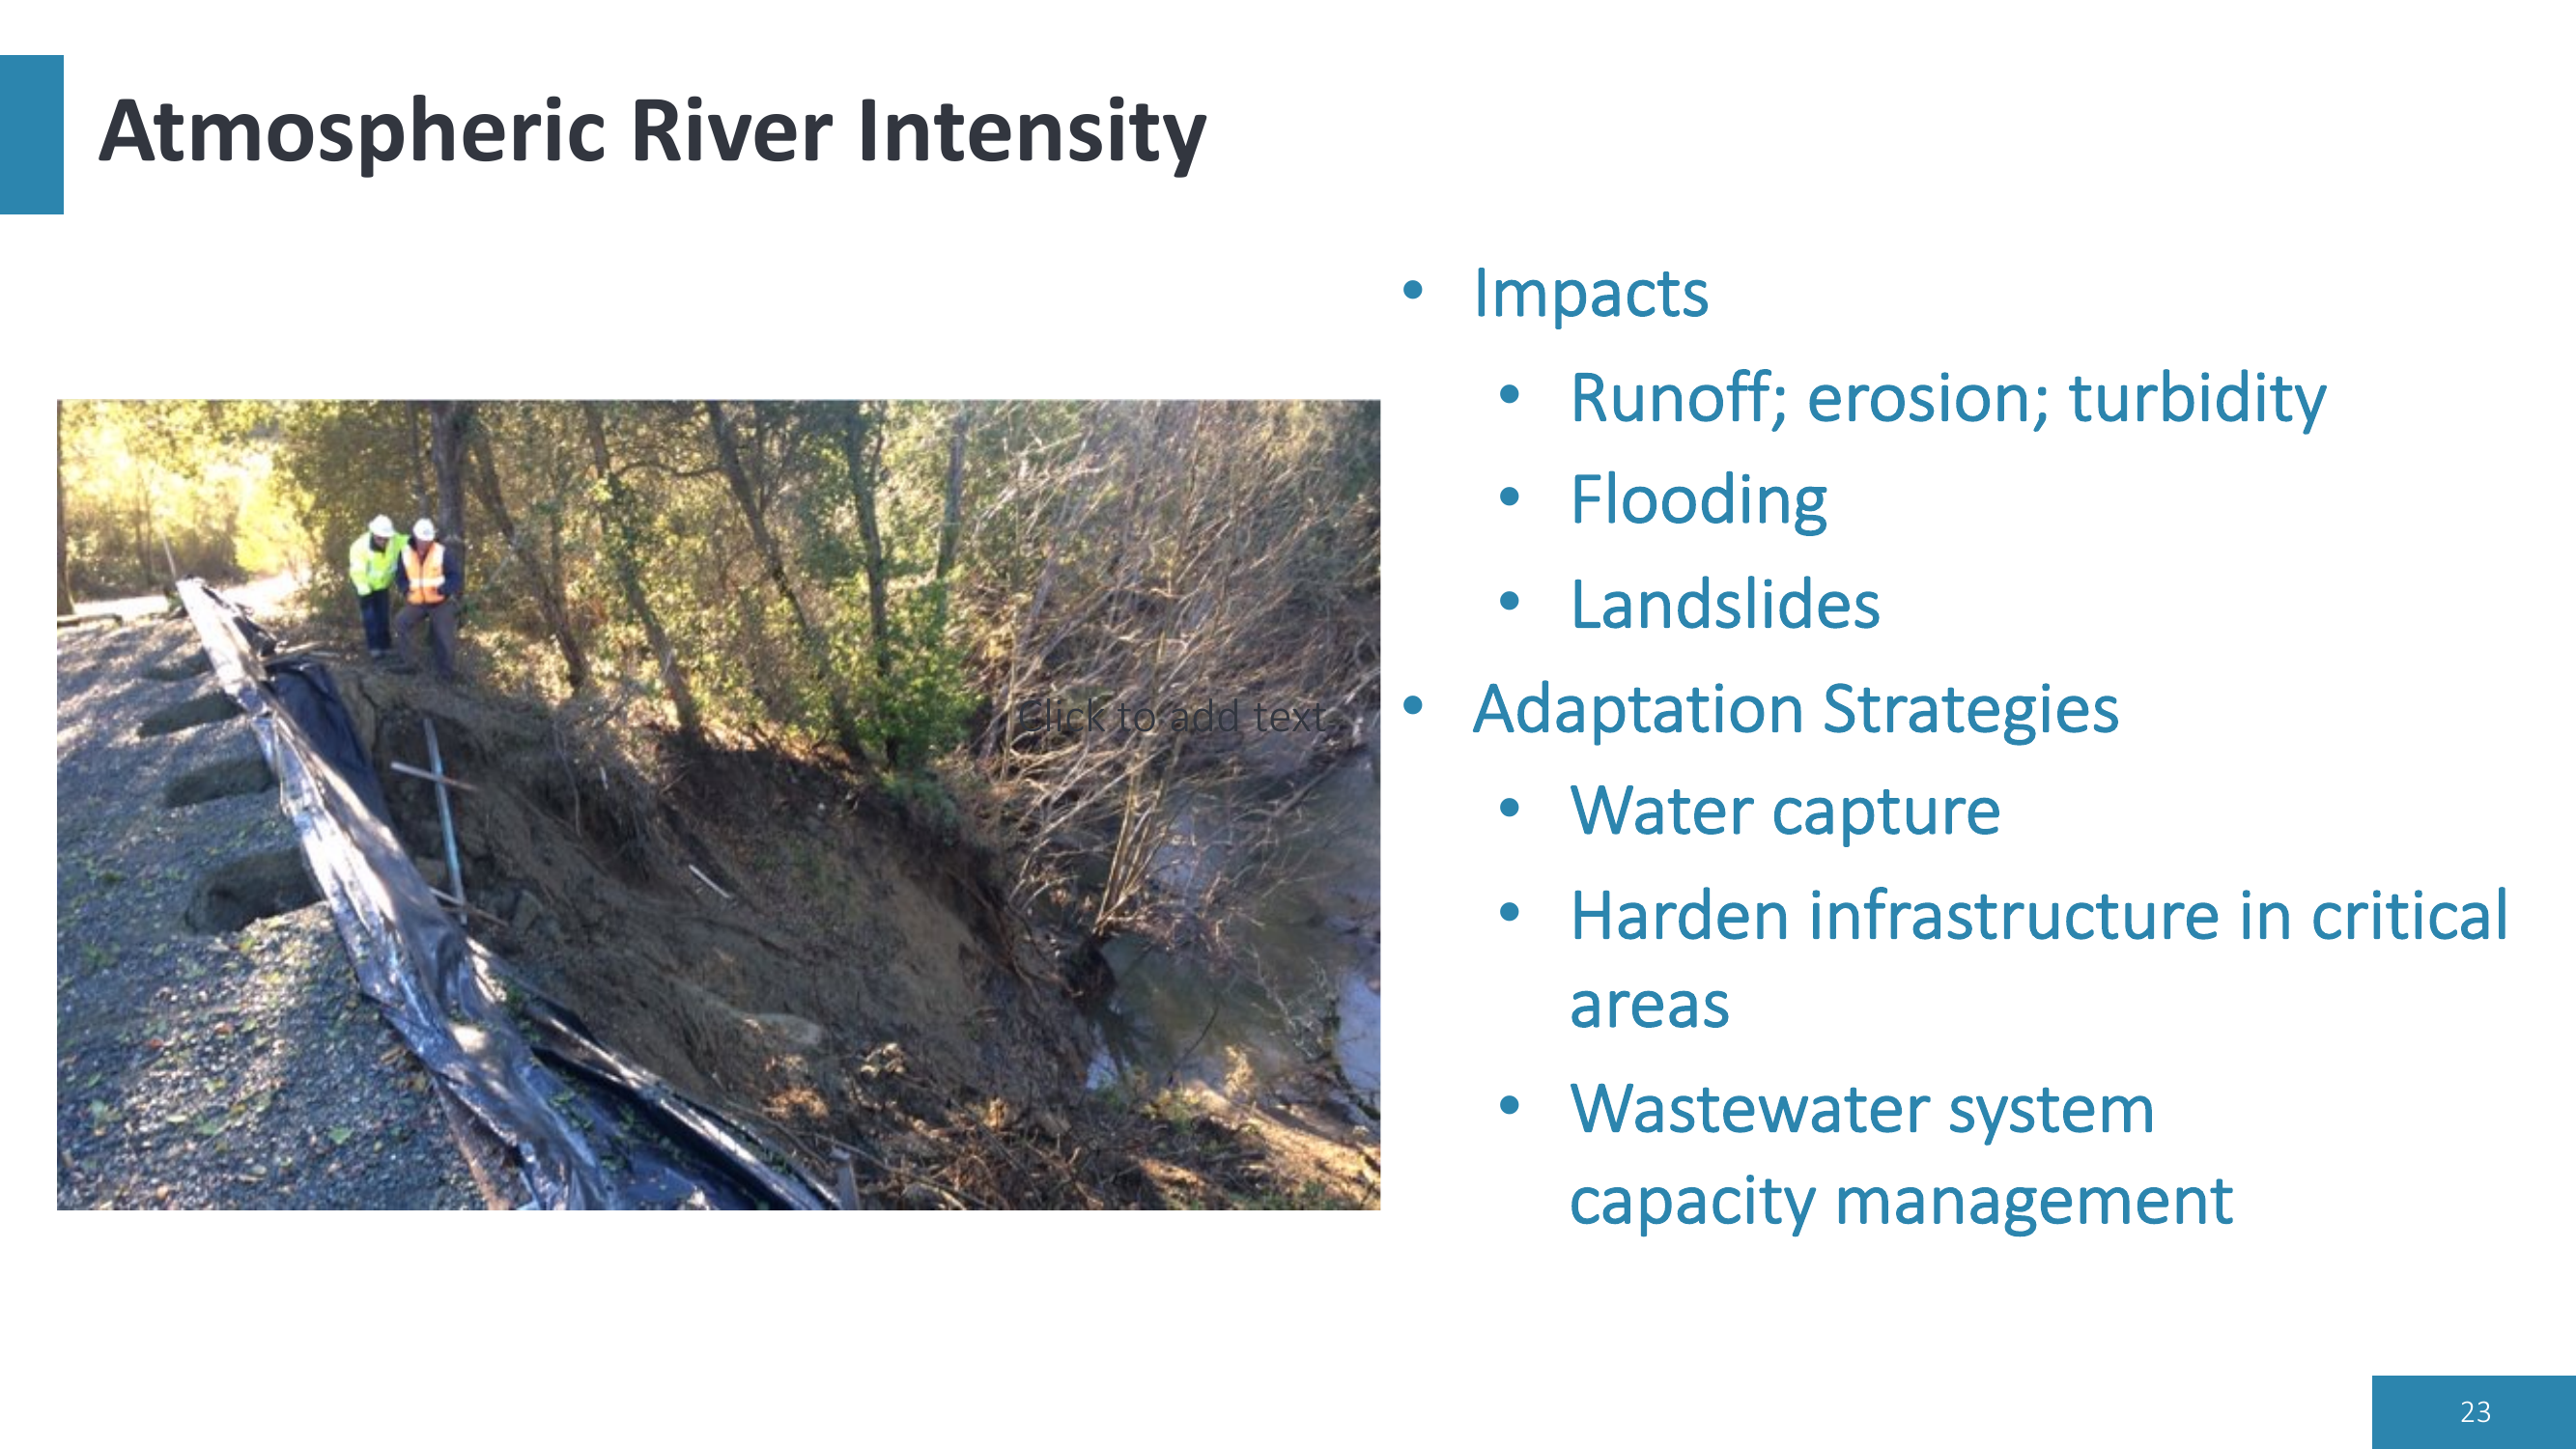 Atmospheric River Intensity
• Impacts
• Runoff; erosion; turbidity
• Flooding
• Landslides
Click to add text
• Adaptation Strategies
• Water capture
• Harden infrastructure in critical
areas
• Wastewater system
capacity management
23